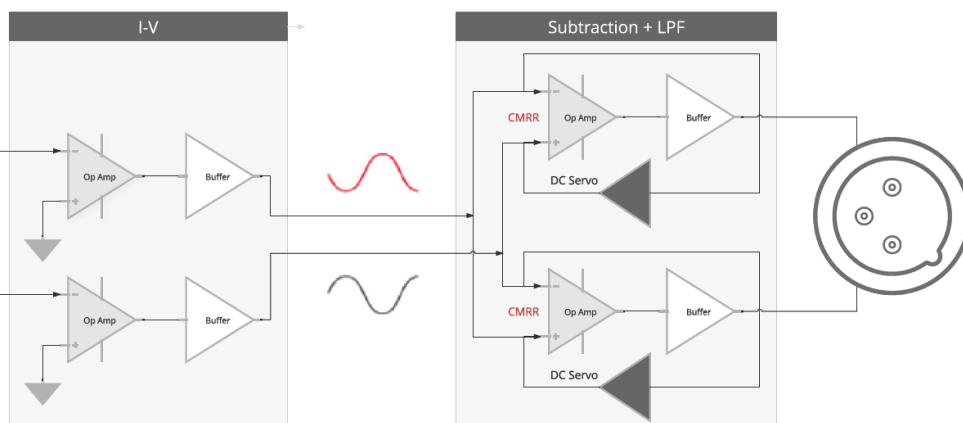 I-V
Subtraction + LPF
Op Amp
Buffer
CMRR
Op Amp
Buffer
DC Servo
Op Amp
Buffer
CMRR
Op Amp
Buffer
DC Servo